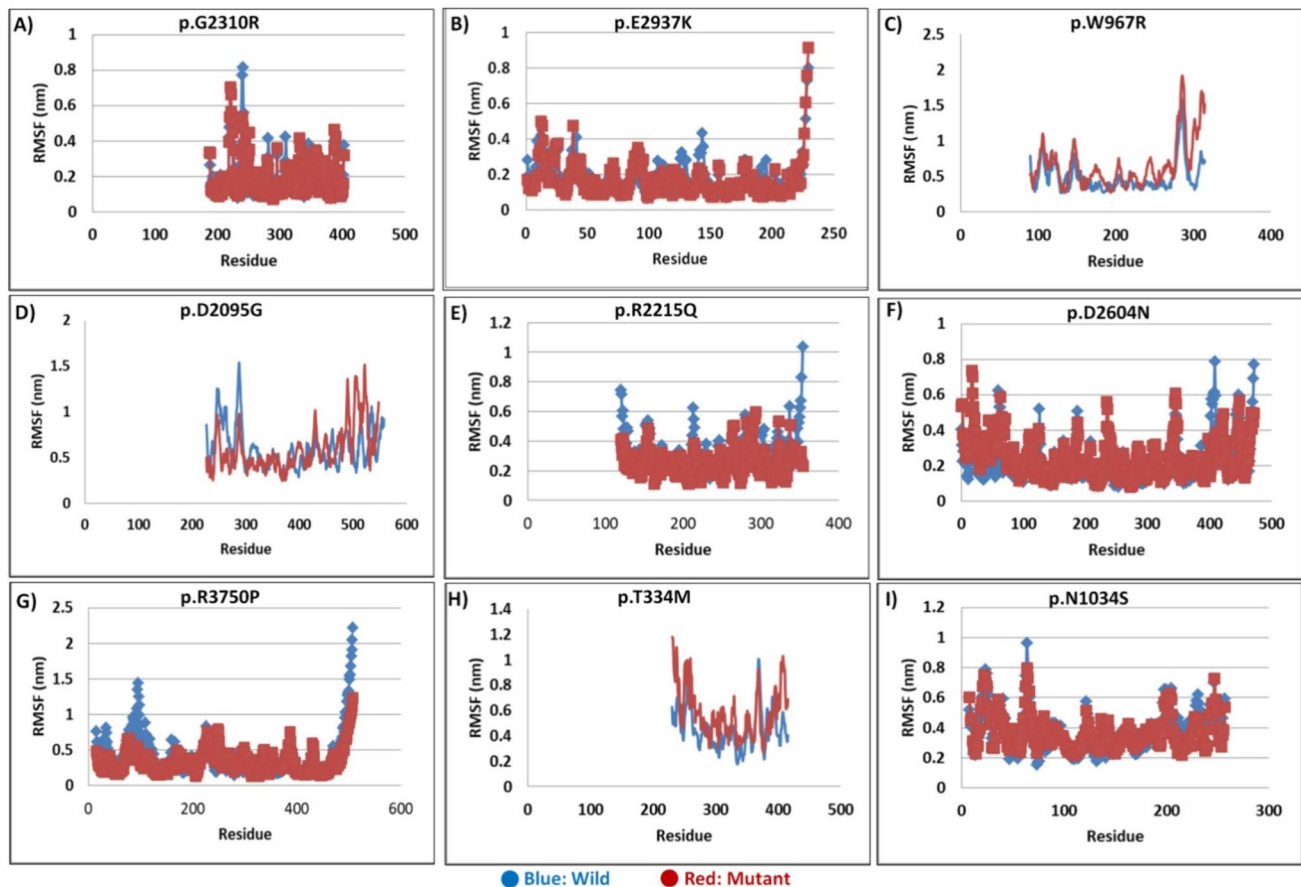 A)
p.G2310R
1
0.8
0.6
0.4
0.2
0
RMSF (nm)
0 100 200 300 400 500
Residue
B)
p.E2937K
1
0.8
0.6
0.4
0.2
0
RMSF (nm)
0 50 100 150 200 250
Residue
C)
p.W967R
2.5
2
1.5
1
0.5
0
RMSF (nm)
0 100 200 300 400
Residue
D)
p.D2095G
2
1.5
1
0.5
0
RMSF (nm)
0 100 200 300 400 500 600
Residue
E)
p.R2215Q
1.2
1
0.8
0.6
0.4
0.2
0
RMSF (nm)
0 100 200 300 400
Residue
F)
p.D2604N
1
0.8
0.6
0.4
0.2
0
RMSF (nm)
0 100 200 300 400 500
Residue
G)
p.R3750P
2.5
2
1.5
1
0.5
0
RMSF (nm)
0 200 400 600
Residue
H)
p.T334M
1.4
1.2
1
0.8
0.6
0.4
0.2
0
RMSF (nm)
0 100 200 300 400 500
Residue
I)
p.N1034S
1.2
1
0.8
0.6
0.4
0.2
0
RMSF (nm)
0 100 200 300
Residue
Blue: Wild Red: Mutant